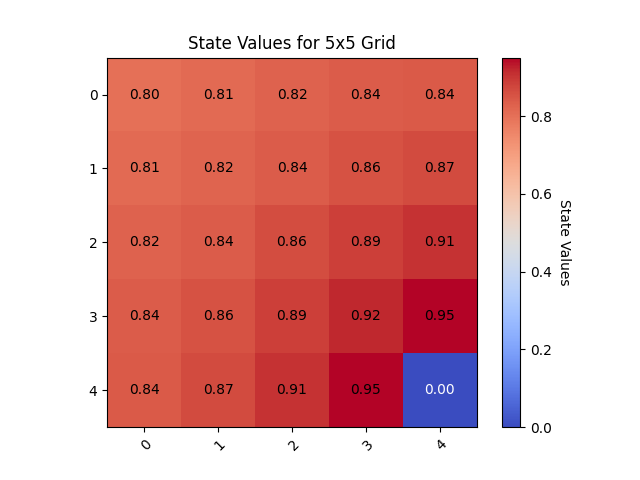 State Values for 5x5 Grid
0 0.80 0.81 0.82 0.84 0.84
1 0.81 0.82 0.84 0.86 0.87
2 0.82 0.84 0.86 0.89 0.91
3 0.84 0.86 0.89 0.92 0.95
4 0.84 0.87 0.91 0.95 0.00
0 1 2 3 4
0.8
0.6
0.4
0.2
0.0
State Values